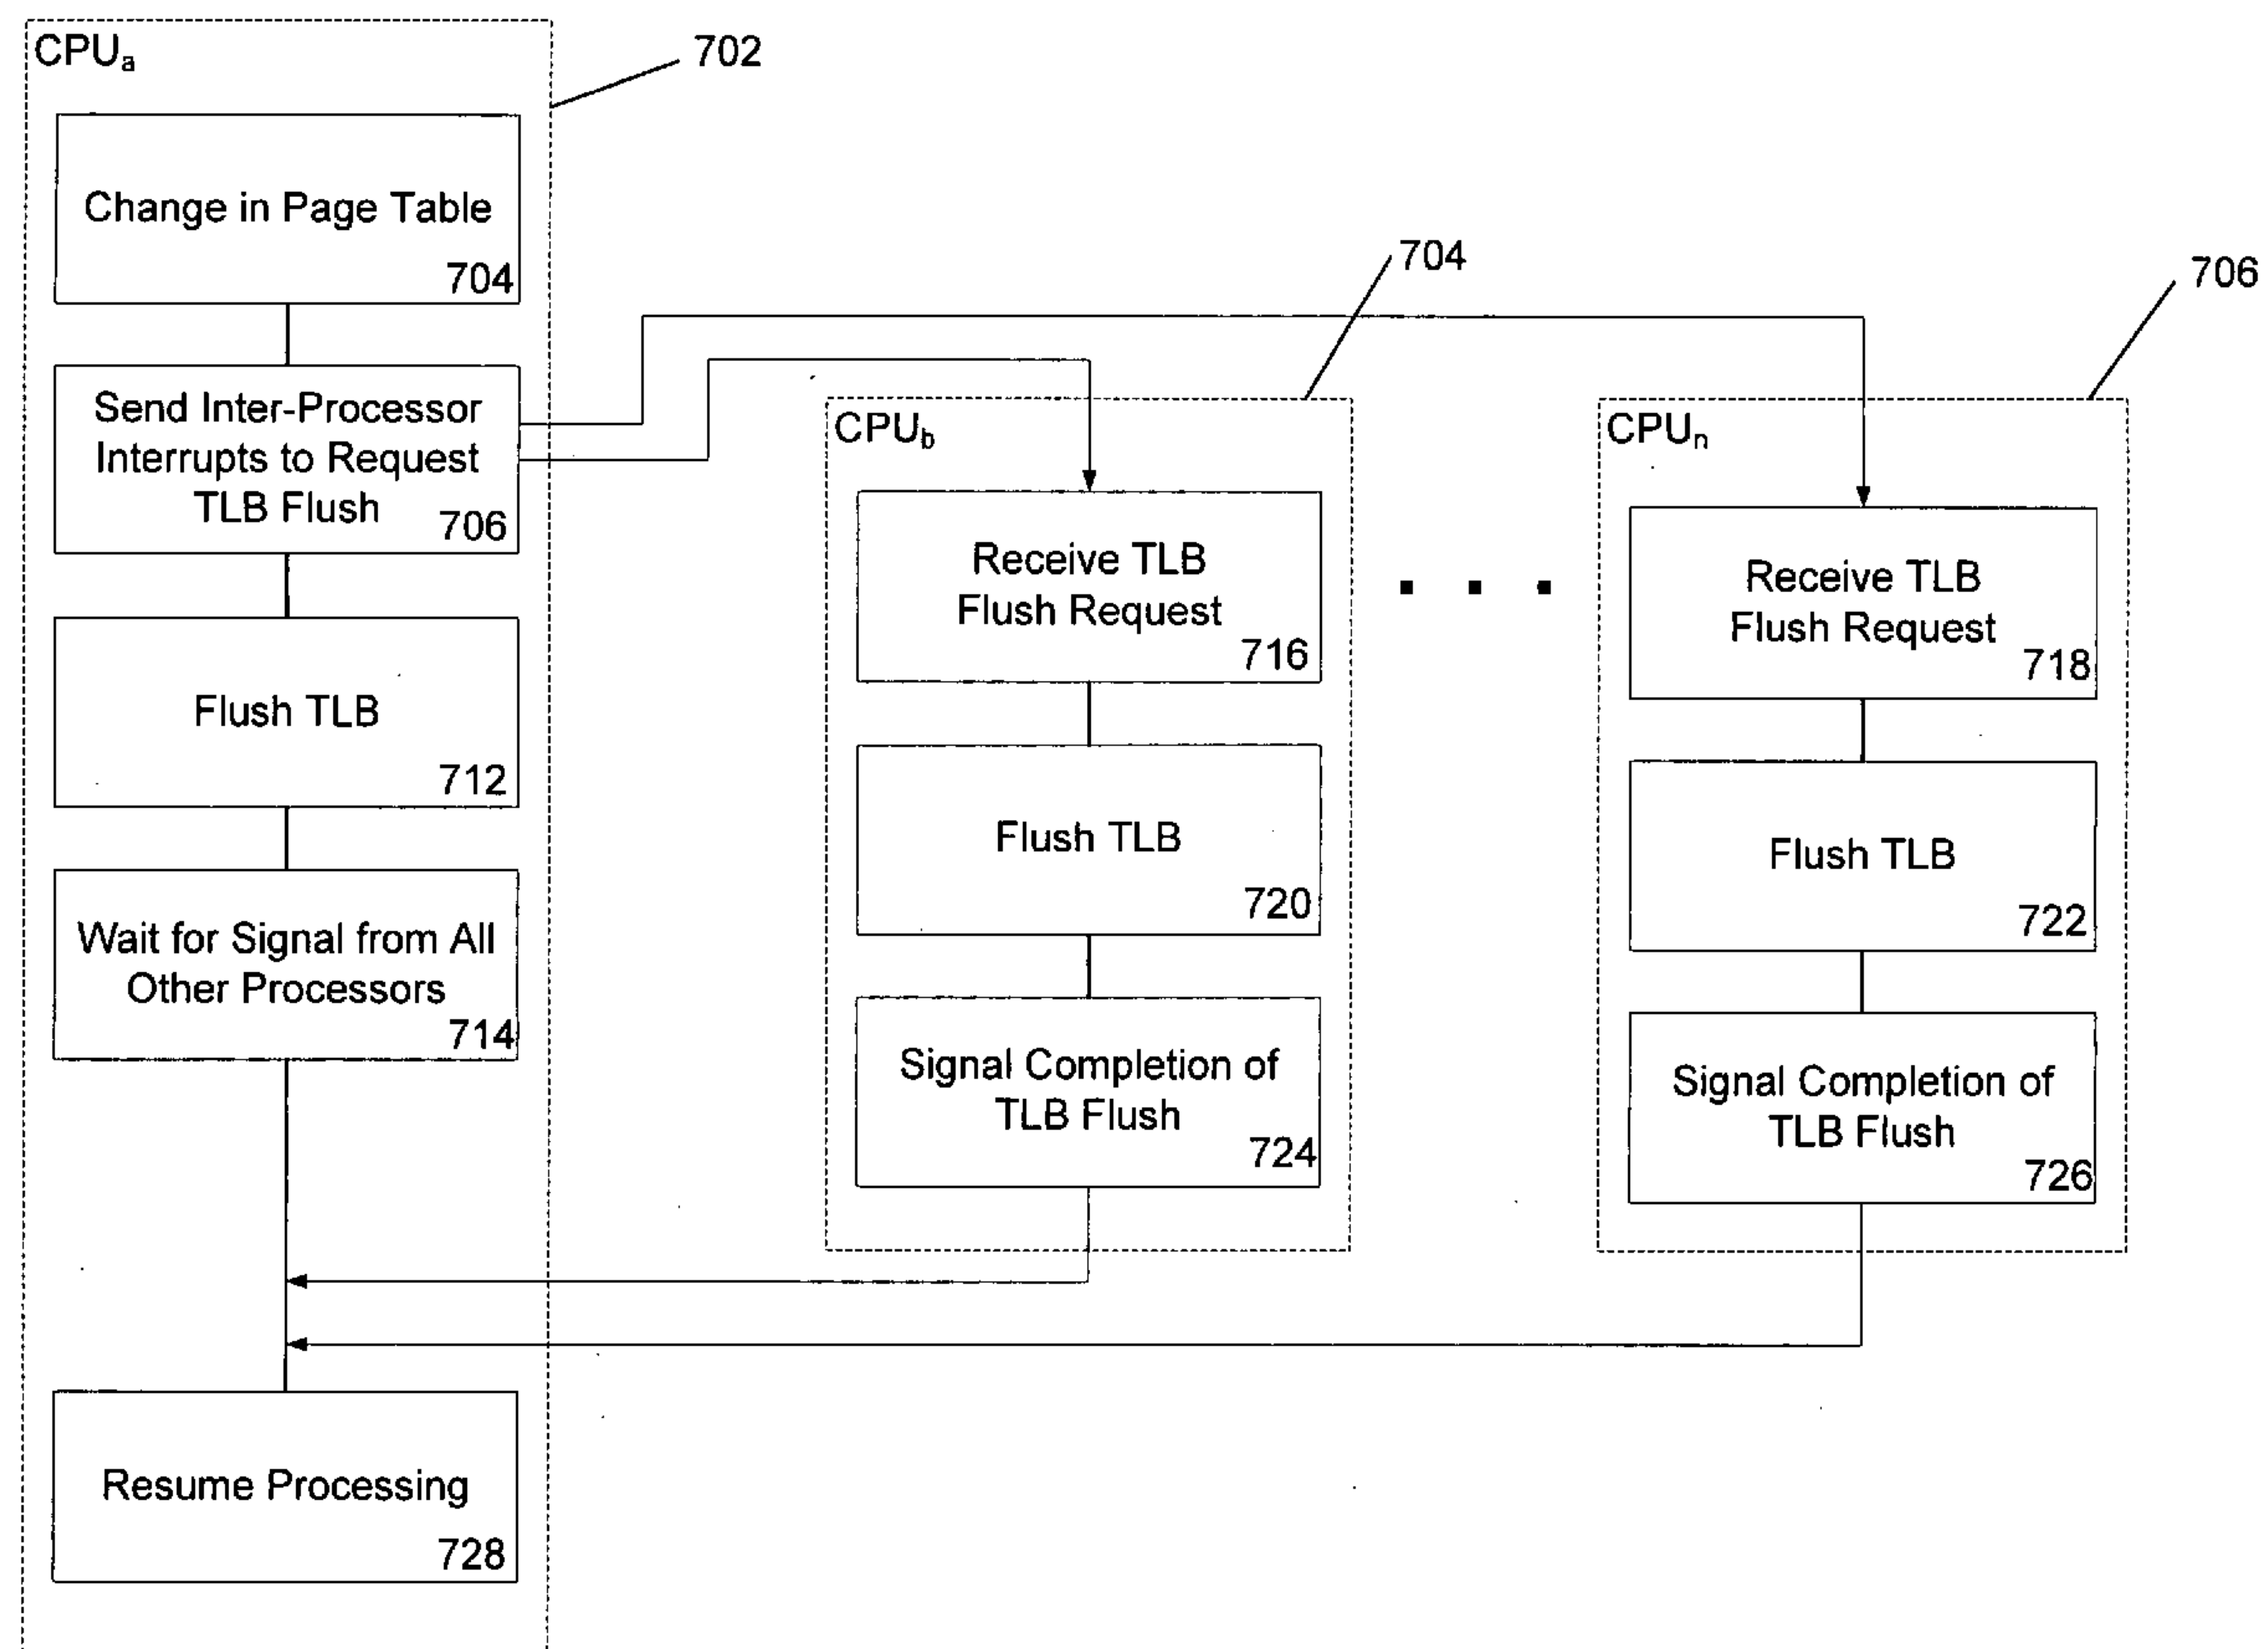 CPUa
702
Change in Page Table
704
Send Inter-Processor
Interrupts to Request
TLB Flush
706
Flush TLB
712
Wait for Signal from All
Other Processors
714
Resume Processing
728
704
CPUb
Receive TLB
Flush Request
716
Flush TLB
720
Signal Completion of
TLB Flush
724
. . .
706
CPUn
Receive TLB
Flush Request
718
Flush TLB
722
Signal Completion of
TLB Flush
726